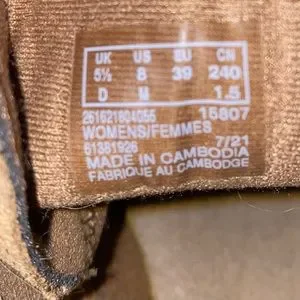 UK US EU CN
5½ 8 39 240
D M 1.5
261621804055 15807
WOMENS/FEMMES
61381926 7/21
MADE IN CAMBODIA
FABRIQUE AU CAMBODGE